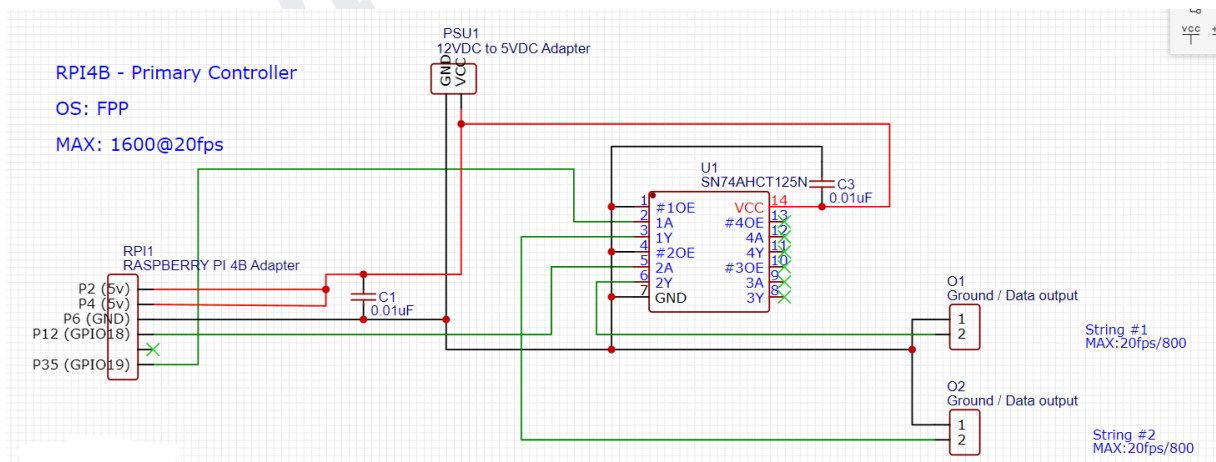 vcc
PSU1
12VDC to 5VDC Adapter
GND
VCC
RPI4B - Primary Controller
OS: FPP
MAX: 1600@20fps
U1
SN74AHCT125N
C3
0.01uF
1 #1OE VCC 14
2 1A #4OE 13
3 1Y 4A 12
4 #2OE 4Y 11
5 2A #3OE 10
6 2Y 3A 9
7 GND 3Y 8
RPI1
RASPBERRY PI 4B Adapter
P2 (5v)
P4 (5v)
P6 (GND)
P12 (GPIO18)
P35 (GPIO19)
C1
0.01uF
O1
Ground / Data output
1
2
String #1
MAX:20fps/800
O2
Ground / Data output
1
2
String #2
MAX:20fps/800